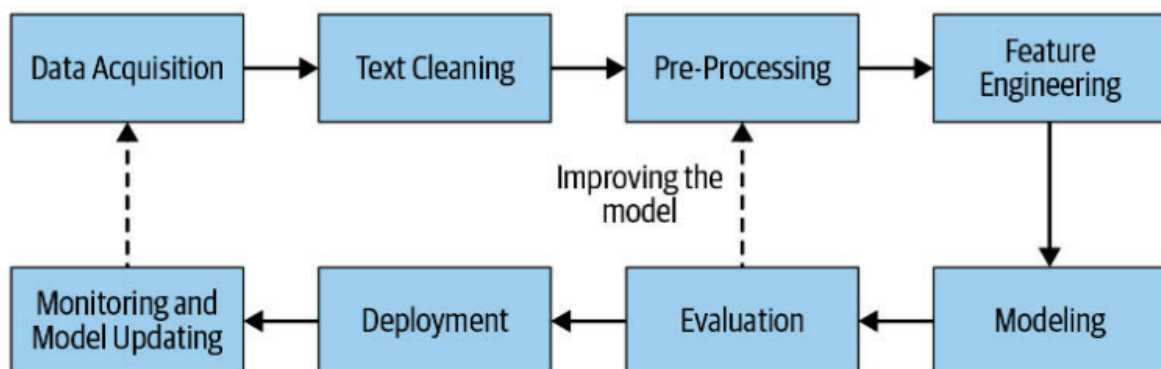 Data Acquisition
Text Cleaning
Pre-Processing
Feature
Engineering
Improving the
model
Monitoring and
Model Updating
Deployment
Evaluation
Modeling